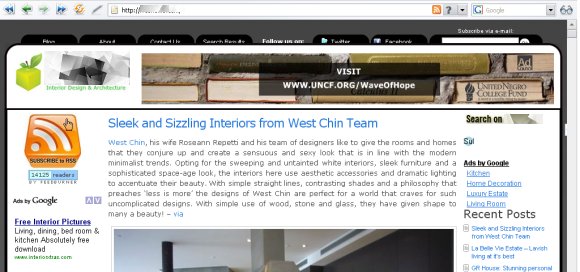 http://
Google
Subcribe via e-mail:
Blog
About
Contact Us
Search Results
Follow us on:
Twitter
Facebook
Interior Design & Architecture
VISIT
WWW.UNCF.ORG/WaveOfHope
Ad
Council
UNITED NEGRO
COLLEGE FUND
SUBSCRIBE TO RSS
14125 readers
BY FEEDBURNER
Ads by Google
Free Interior Pictures
Living, dining, bed room &
kitchen Absolutely free
download
Sleek and Sizzling Interiors from West Chin Team
West Chin, his wife Roseann Repetti and his team of designers like to give the rooms and homes
that they conjure up and create a sensuous and sexy look that is in line with the modern
minimalist trends. Opting for the sweeping and untainted white interiors, sleek furniture and a
sophisticated space-age look, the interiors here use aesthetic accessories and dramatic lighting
to accentuate their beauty. With simple straight lines, contrasting shades and a philosophy that
preaches 'less is more' the designs of West Chin are perfect for a world that craves for such
uncomplicated designs. With simple use of wood, stone and glass, they have given shape to
many a beauty! – via
Search on
Ads by Google
Kitchen
Home Decoration
Luxury Estate
Living Room
Recent Posts
Sleek and Sizzling Interiors
from West Chin Team
La Belle Vie Estate – Lavish
living at it's best
Gift House: Stunning personal